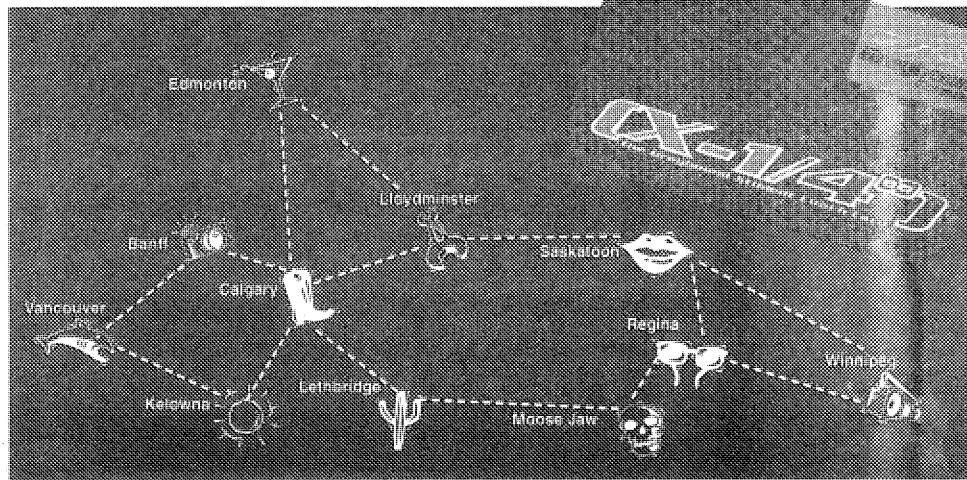 Edmonton
[X-1/4"]
Lloydminster
Banff
Saskatoon
Calgary
Vancouver
Regina
Winnipeg
Lethbridge
Kelowna
Moose Jaw